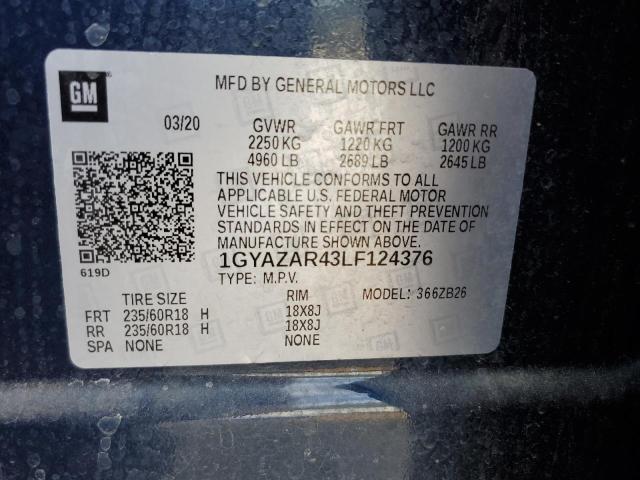 GM
MFD BY GENERAL MOTORS LLC
03/20 GVWR GAWR FRT GAWR RR
2250 KG 1220 KG 1200 KG
4960 LB 2689 LB 2645 LB
THIS VEHICLE CONFORMS TO ALL
APPLICABLE U.S. FEDERAL MOTOR
VEHICLE SAFETY AND THEFT PREVENTION
STANDARDS IN EFFECT ON THE DATE OF
MANUFACTURE SHOWN ABOVE.
619D
1GYAZAR43LF124376
TYPE: M.P.V. MODEL: 366ZB26
TIRE SIZE RIM
FRT 235/60R18 H 18X8J
RR 235/60R18 H 18X8J
SPA NONE NONE